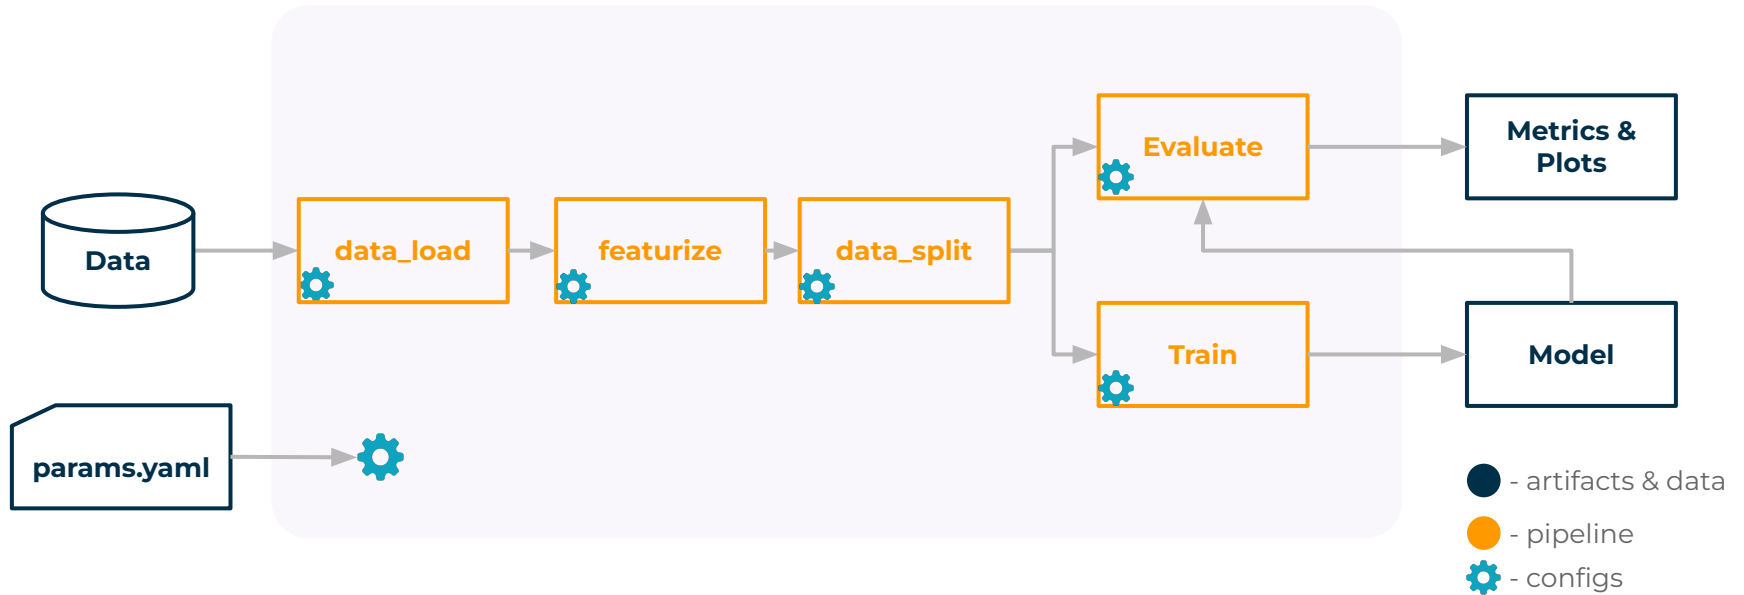 Evaluate
Metrics &
Plots
Data
data_load
featurize
data_split
Train
Model
params.yaml
- artifacts & data
- pipeline
- configs